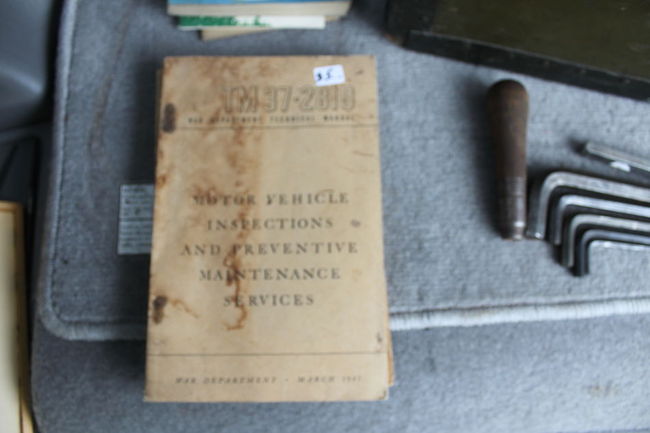 $5.
TM 37-2810
WAR DEPARTMENT TECHNICAL MANUAL
MOTOR VEHICLE
INSPECTIONS
AND PREVENTIVE
MAINTENANCE
SERVICES
WAR DEPARTMENT • MARCH